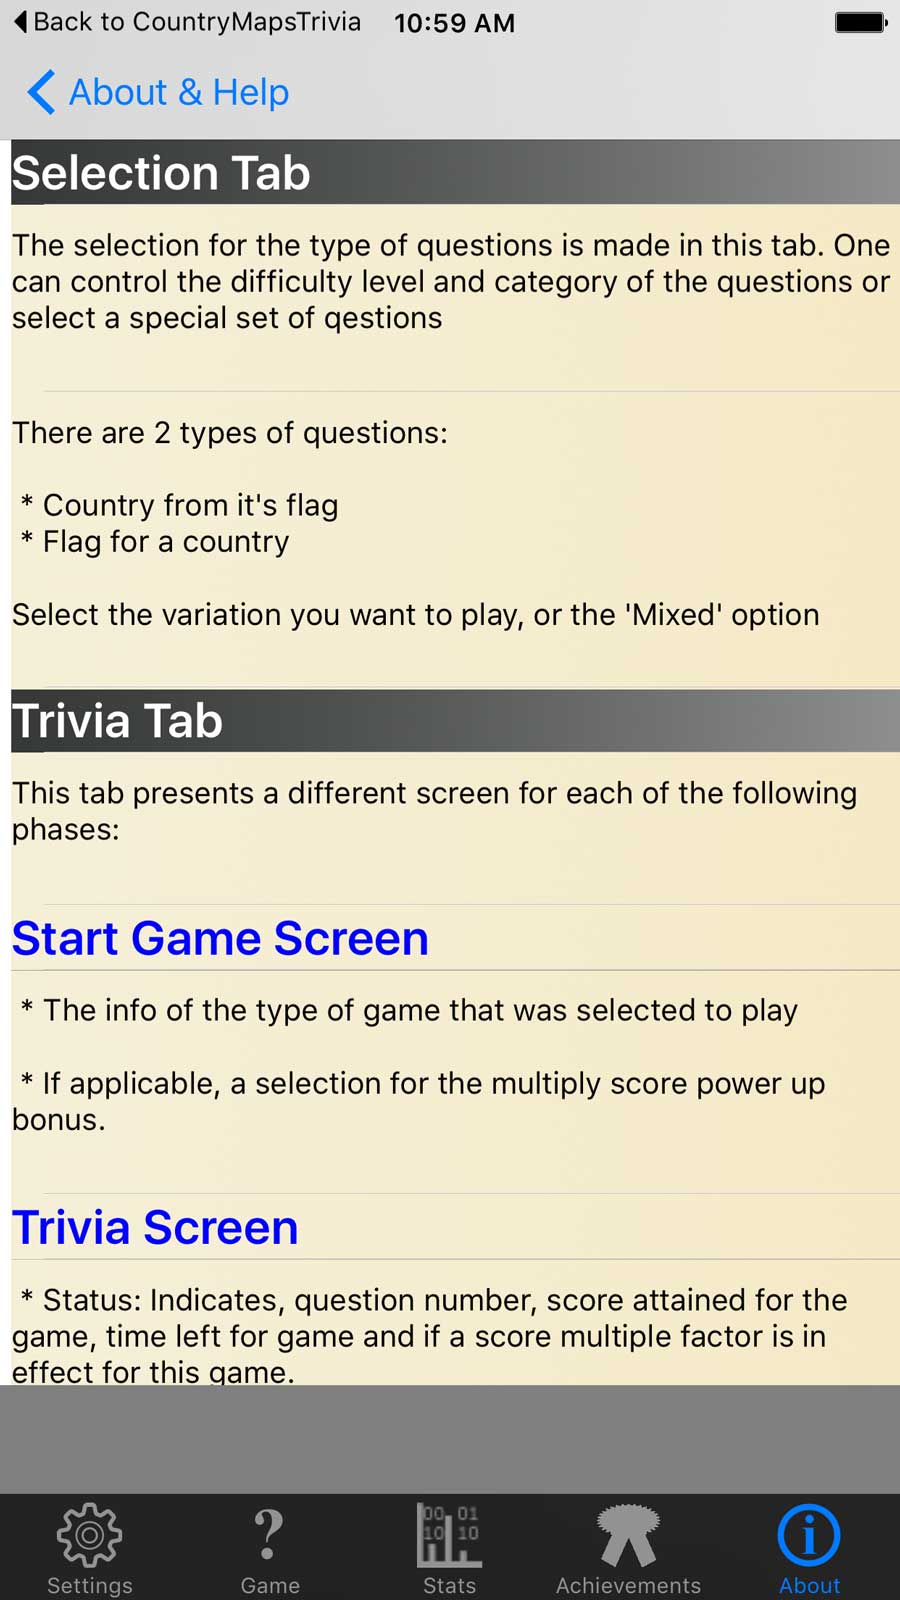 Back to CountryMapsTrivia 10:59 AM
About & Help
Selection Tab
The selection for the type of questions is made in this tab. One
can control the difficulty level and category of the questions or
select a special set of qestions
There are 2 types of questions:
* Country from it's flag
* Flag for a country
Select the variation you want to play, or the 'Mixed' option
Trivia Tab
This tab presents a different screen for each of the following
phases:
Start Game Screen
* The info of the type of game that was selected to play
* If applicable, a selection for the multiply score power up
bonus.
Trivia Screen
* Status: Indicates, question number, score attained for the
game, time left for game and if a score multiple factor is in
effect for this game.
00 01
10 10
Settings Game Stats Achievements About